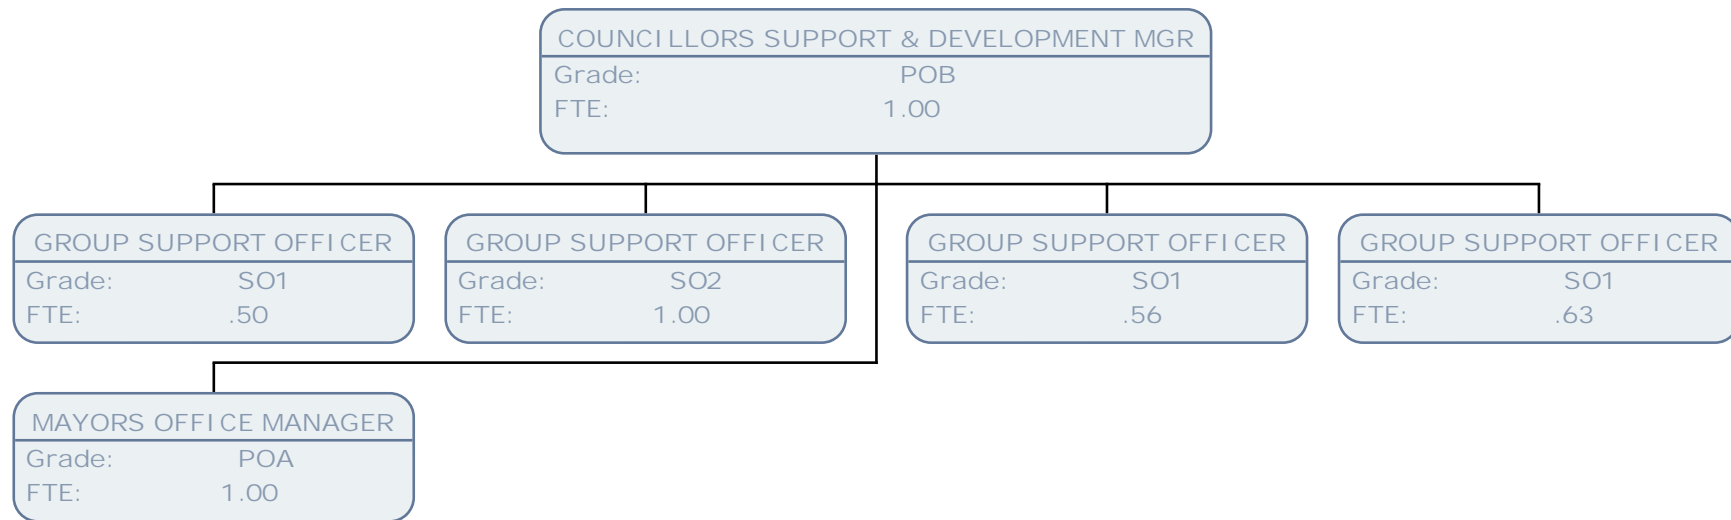 COUNCILLORS SUPPORT & DEVELOPMENT MGR
Grade: POB
FTE: 1.00
GROUP SUPPORT OFFICER
Grade: SO1
FTE: .50
GROUP SUPPORT OFFICER
Grade: SO2
FTE: 1.00
GROUP SUPPORT OFFICER
Grade: SO1
FTE: .56
GROUP SUPPORT OFFICER
Grade: SO1
FTE: .63
MAYORS OFFICE MANAGER
Grade: POA
FTE: 1.00